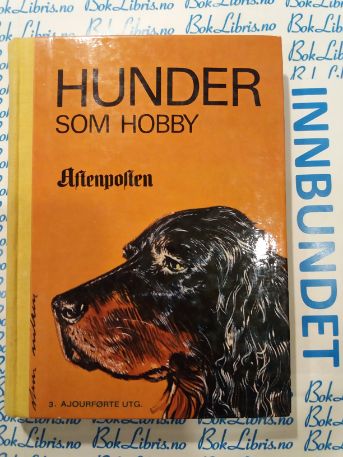 HUNDER
SOM HOBBY
Aftenposten
3. AJOURFØRTE UTG.
INNBUNDET
BokLibris.no